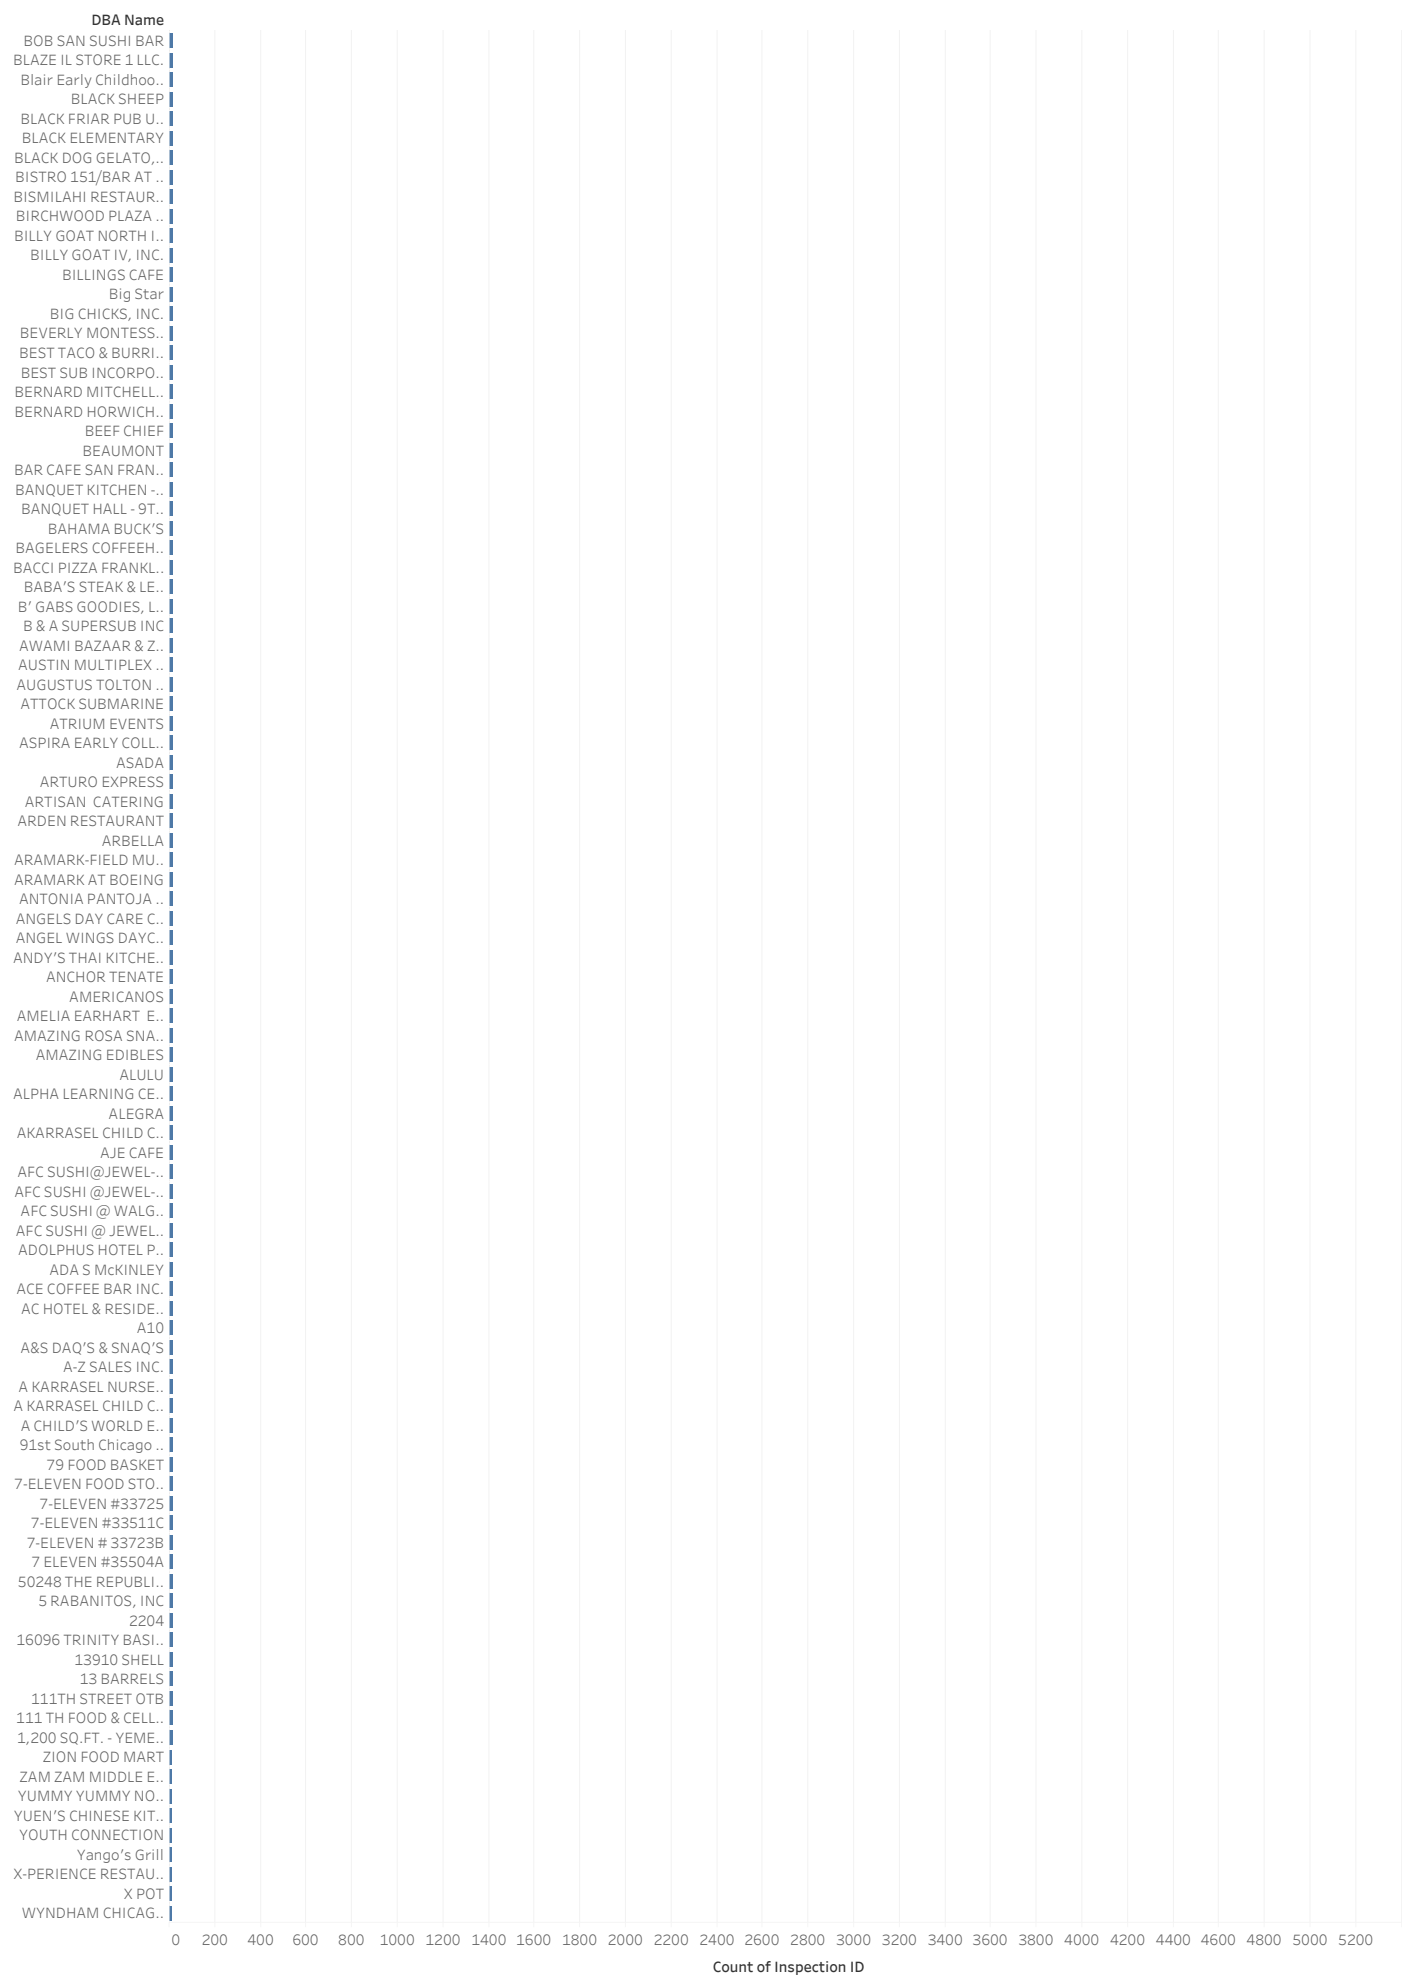 DBA Name
BOB SAN SUSHI BAR
BLAZE IL STORE 1 LLC.
Blair Early Childhoo..
BLACK SHEEP
BLACK FRIAR PUB U..
BLACK ELEMENTARY
BLACK DOG GELATO,..
BISTRO 151/BAR AT ..
BISMILAHI RESTAUR..
BIRCHWOOD PLAZA ..
BILLY GOAT NORTH I..
BILLY GOAT IV, INC.
BILLINGS CAFE
Big Star
BIG CHICKS, INC.
BEVERLY MONTESS..
BEST TACO & BURRI..
BEST SUB INCORPO..
BERNARD MITCHELL..
BERNARD HORWICH..
BEEF CHIEF
BEAUMONT
BAR CAFE SAN FRAN..
BANQUET KITCHEN -..
BANQUET HALL - 9T..
BAHAMA BUCK'S
BAGELERS COFFEEH..
BACCI PIZZA FRANKL..
BABA'S STEAK & LE..
B' GABS GOODIES, L..
B & A SUPERSUB INC
AWAMI BAZAAR & Z..
AUSTIN MULTIPLEX ..
AUGUSTUS TOLTON ..
ATTOCK SUBMARINE
ATRIUM EVENTS
ASPIRA EARLY COLL..
ASADA
ARTURO EXPRESS
ARTISAN  CATERING
ARDEN RESTAURANT
ARBELLA
ARAMARK-FIELD MU..
ARAMARK AT BOEING
ANTONIA PANTOJA ..
ANGELS DAY CARE C..
ANGEL WINGS DAYC..
ANDY'S THAI KITCHE..
ANCHOR TENATE
AMERICANOS
AMELIA EARHART  E..
AMAZING ROSA SNA..
AMAZING EDIBLES
ALULU
ALPHA LEARNING CE..
ALEGRA
AKARRASEL CHILD C..
AJE CAFE
AFC SUSHI@JEWEL-..
AFC SUSHI @JEWEL-..
AFC SUSHI @ WALG..
AFC SUSHI @ JEWEL..
ADOLPHUS HOTEL P..
ADA S McKINLEY
ACE COFFEE BAR INC.
AC HOTEL & RESIDE..
A10
A&S DAQ'S & SNAQ'S
A-Z SALES INC.
A KARRASEL NURSE..
A KARRASEL CHILD C..
A CHILD'S WORLD E..
91st South Chicago ..
79 FOOD BASKET
7-ELEVEN FOOD STO..
7-ELEVEN #33725
7-ELEVEN #33511C
7-ELEVEN # 33723B
7 ELEVEN #35504A
50248 THE REPUBLI..
5 RABANITOS, INC
2204
16096 TRINITY BASI..
13910 SHELL
13 BARRELS
111TH STREET OTB
111 TH FOOD & CELL..
1,200 SQ.FT. - YEME..
ZION FOOD MART
ZAM ZAM MIDDLE E..
YUMMY YUMMY NO..
YUEN'S CHINESE KIT..
YOUTH CONNECTION
Yango's Grill
X-PERIENCE RESTAU..
X POT
WYNDHAM CHICAG..
0 200 400 600 800 1000 1200 1400 1600 1800 2000 2200 2400 2600 2800 3000 3200 3400 3600 3800 4000 4200 4400 4600 4800 5000 5200
Count of Inspection ID